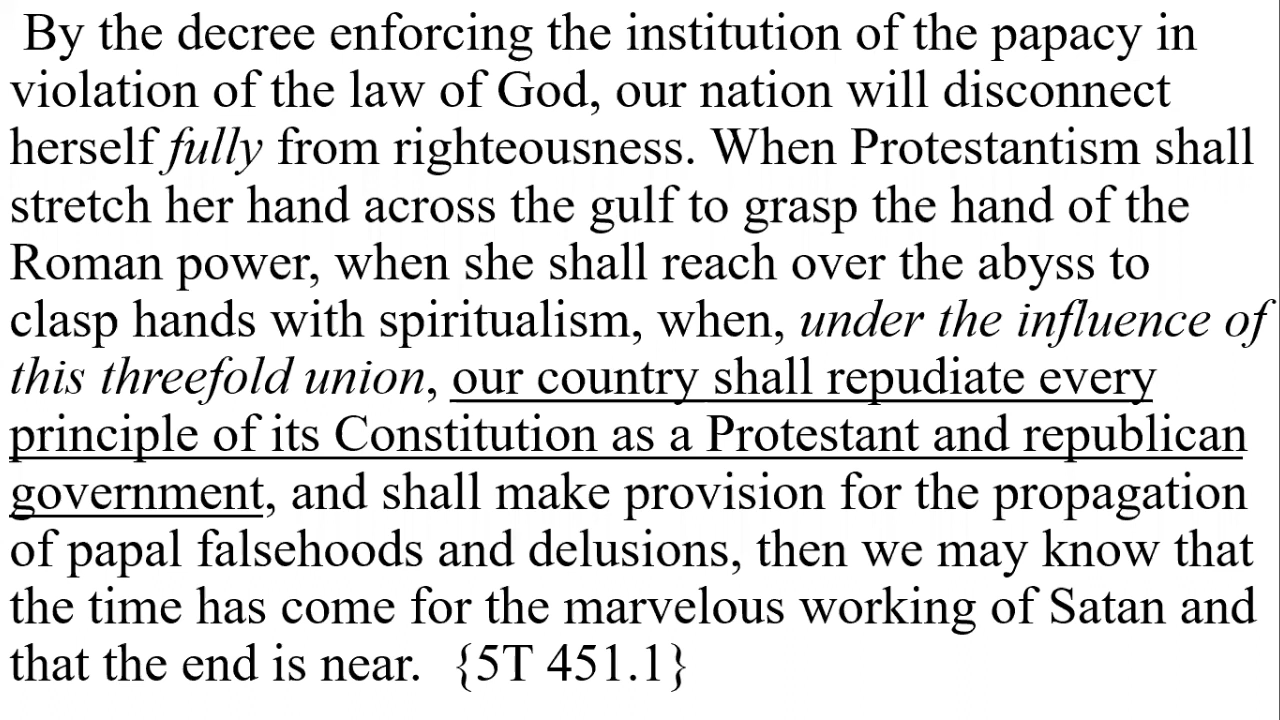 By the decree enforcing the institution of the papacy in
violation of the law of God, our nation will disconnect
herself fully from righteousness. When Protestantism shall
stretch her hand across the gulf to grasp the hand of the
Roman power, when she shall reach over the abyss to
clasp hands with spiritualism, when, under the influence of
this threefold union, our country shall repudiate every
principle of its Constitution as a Protestant and republican
government, and shall make provision for the propagation
of papal falsehoods and delusions, then we may know that
the time has come for the marvelous working of Satan and
that the end is near. {5T 451.1}